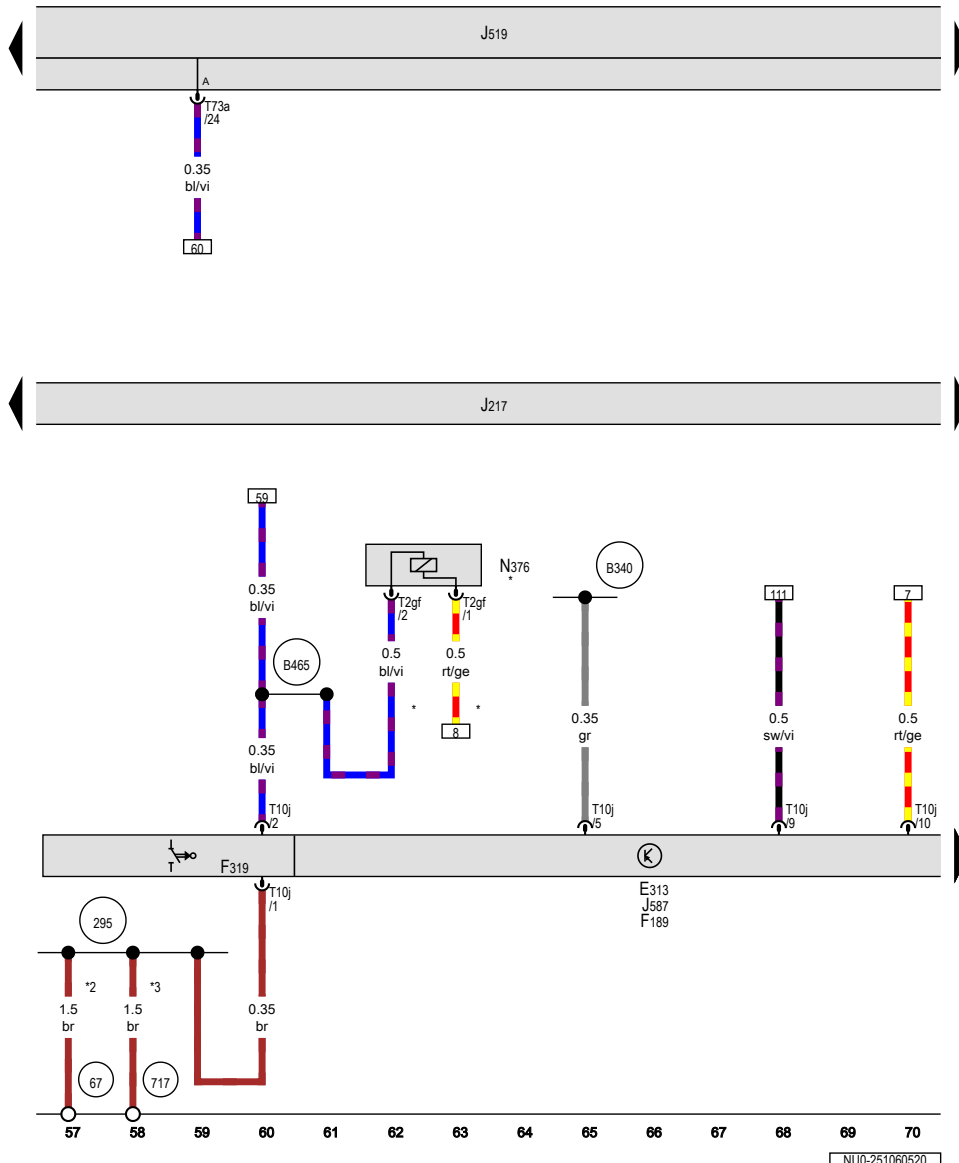 J519
A
T73a
/24
0.35
bl/vi
60
J217
59
0.35
bl/vi
B465
0.35
bl/vi
T10j
/2
N376
*
T2gf
/2
T2gf
/1
0.5
bl/vi
*
0.5
rt/ge
*
8
B340
0.35
gr
T10j
/5
111
0.5
sw/vi
T10j
/9
7
0.5
rt/ge
T10j
/10
F319
E313
J587
F189
T10j
/1
295
*2
*3
1.5
br
1.5
br
0.35
br
67
717
57 58 59 60 61 62 63 64 65 66 67 68 69 70
NU0-251060520